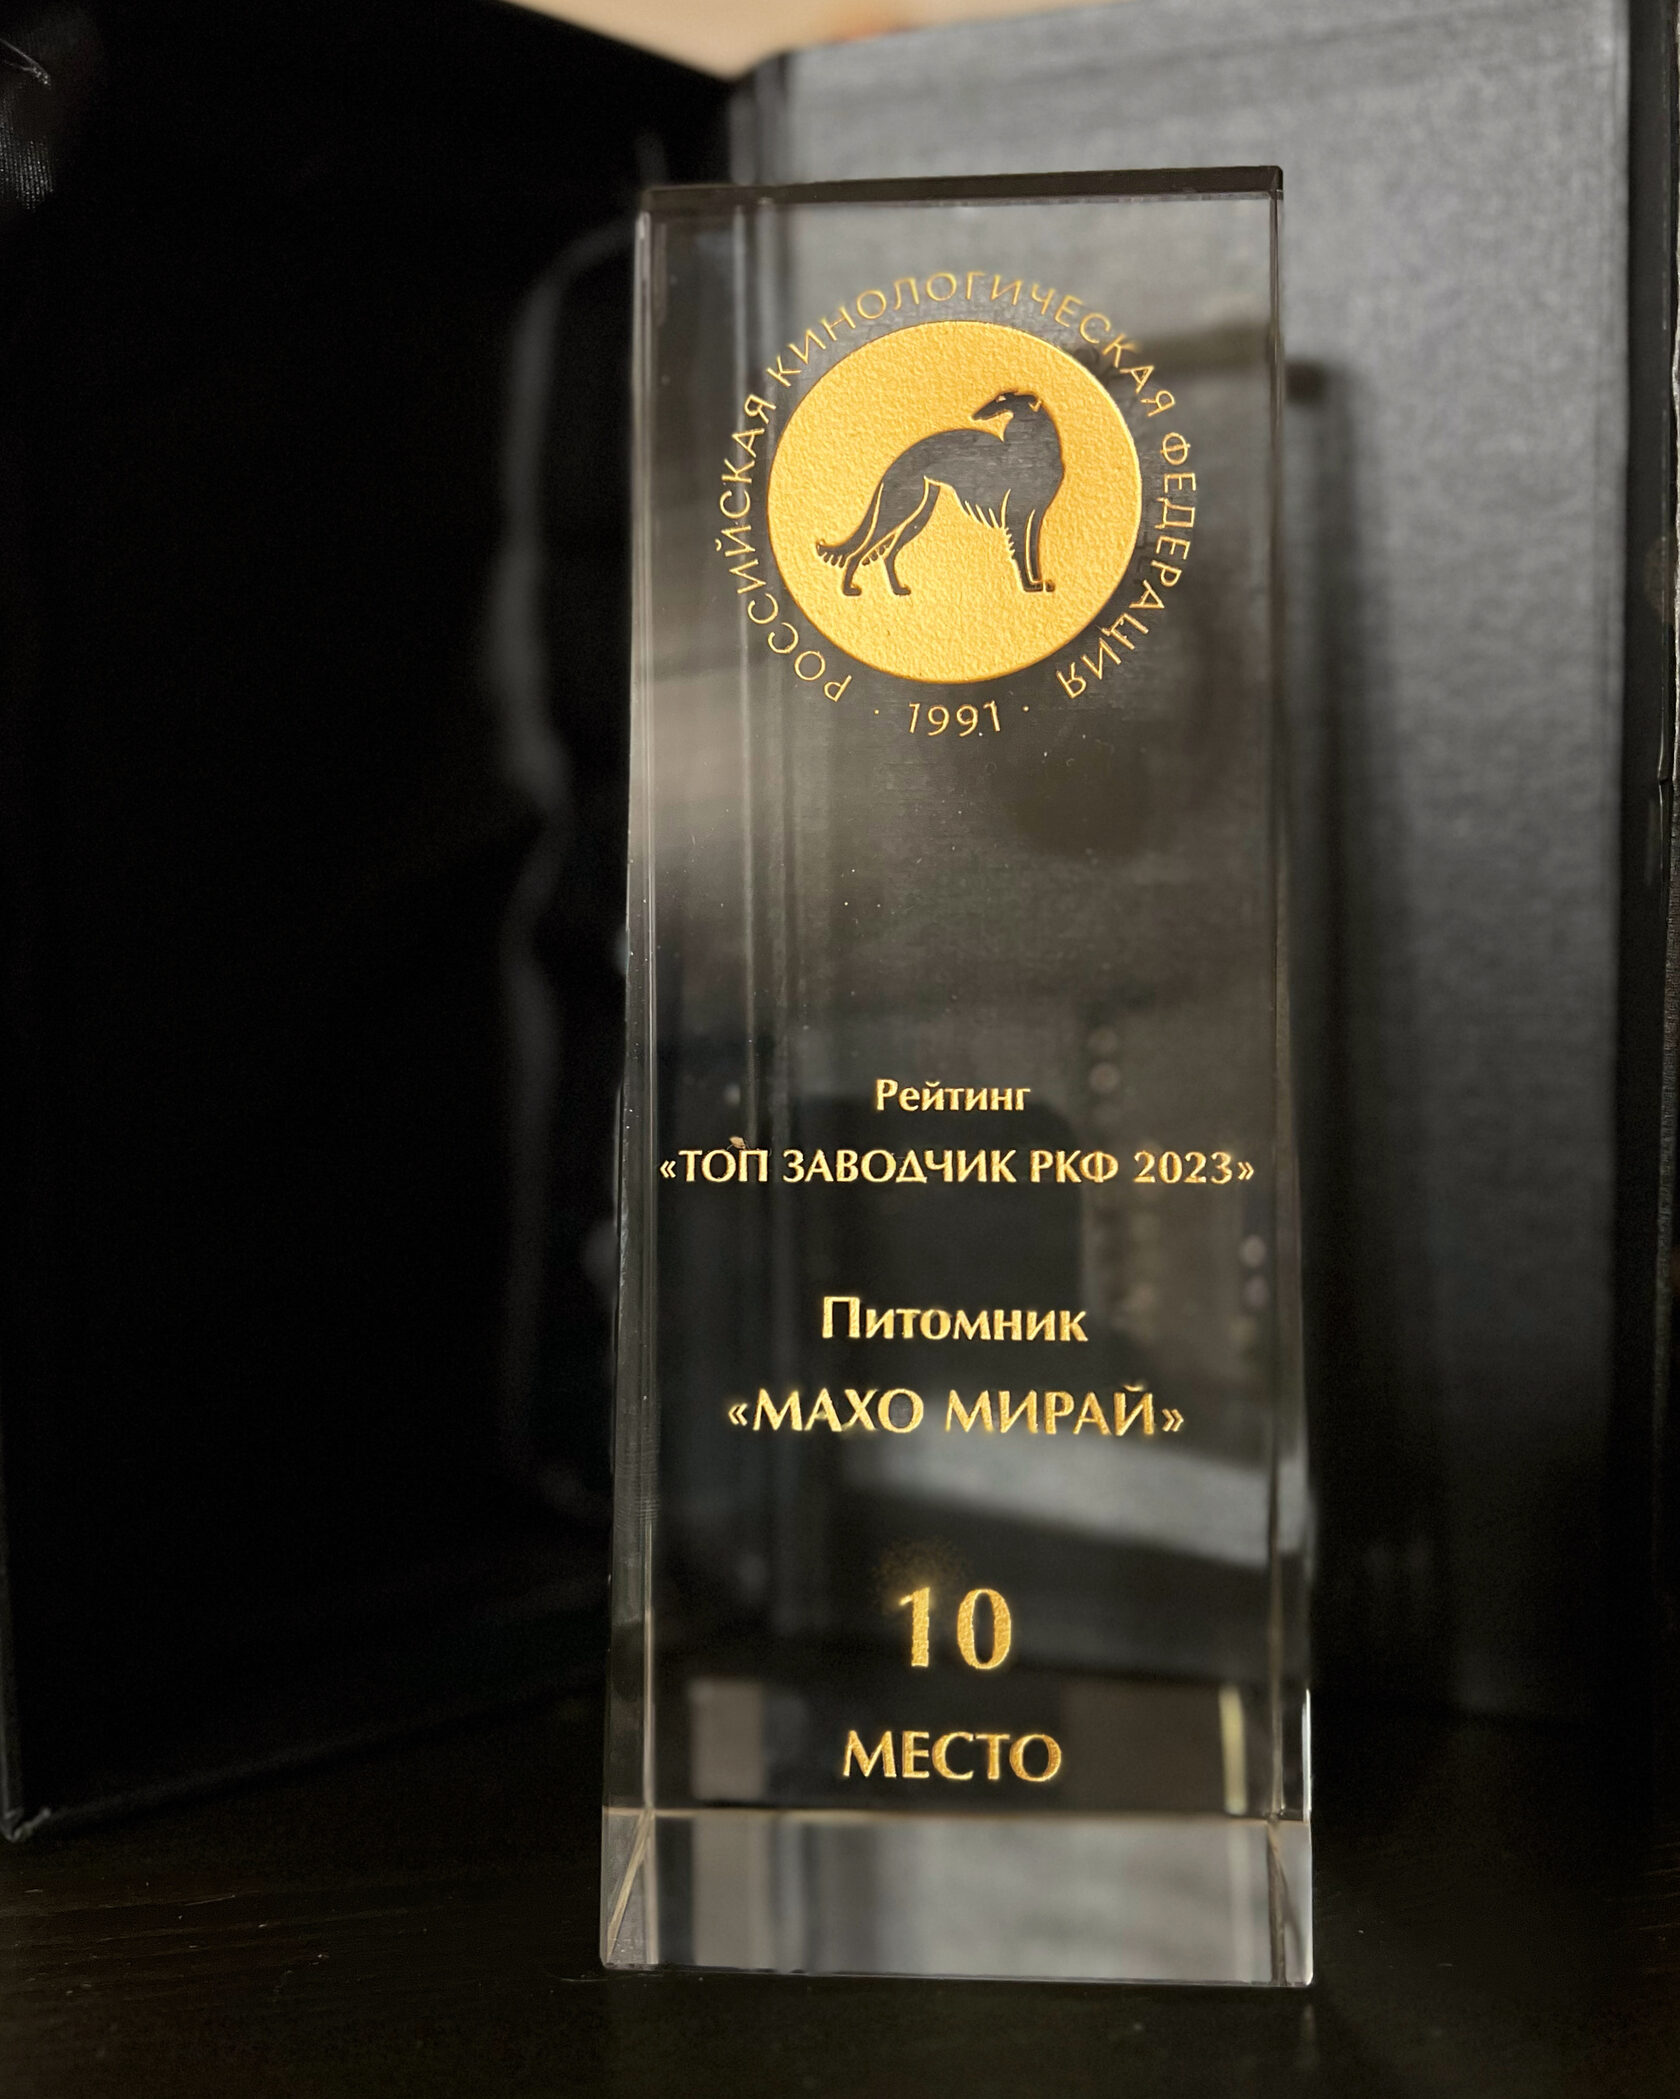 РОССИЙСКАЯ КИНОЛОГИЧЕСКАЯ ФЕДЕРАЦИЯ
· 1991 ·
Рейтинг
«ТОП ЗАВОДЧИК РКФ 2023»
Питомник
«МАХО МИРАЙ»
10
МЕСТО